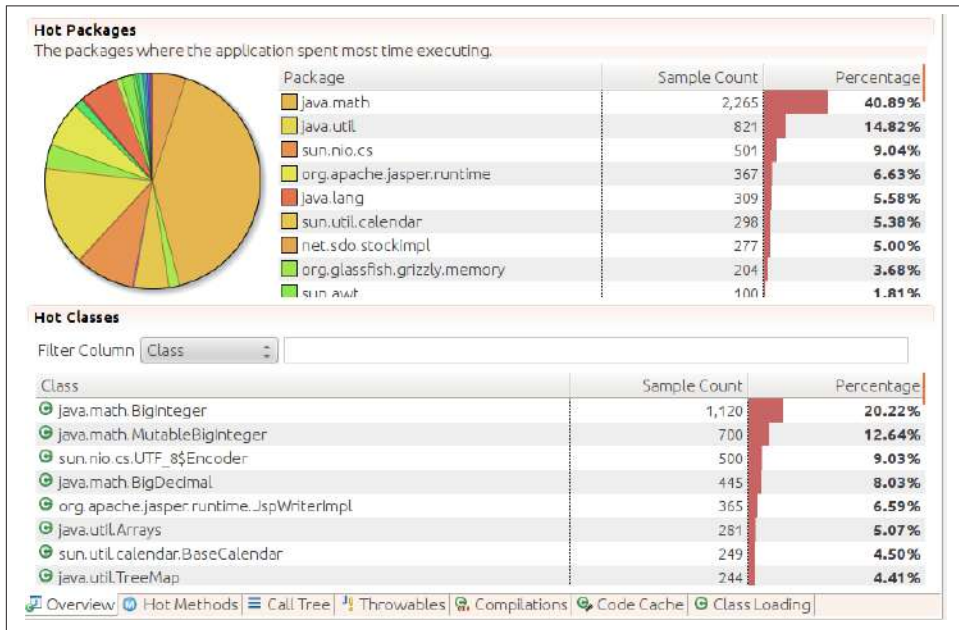 Hot Packages
The packages where the application spent most time executing.
Package Sample Count Percentage
java.math 2,265 40.89%
java.util 821 14.82%
sun.nio.cs 501 9.04%
org.apache.jasper.runtime 367 6.63%
java.lang 309 5.58%
sun.util.calendar 298 5.38%
net.sdo.stockimpl 277 5.00%
org.glassfish.grizzly.memory 204 3.68%
sun.awt 100 1.81%
Hot Classes
Filter Column Class
Class Sample Count Percentage
java.math.BigInteger 1,120 20.22%
java.math.MutableBigInteger 700 12.64%
sun.nio.cs.UTF_8$Encoder 500 9.03%
java.math.BigDecimal 445 8.03%
org.apache.jasper.runtime.JspWriterImpl 365 6.59%
java.util.Arrays 281 5.07%
sun.util.calendar.BaseCalendar 249 4.50%
java.util.TreeMap 244 4.41%
Overview Hot Methods Call Tree Throwables Compilations Code Cache Class Loading